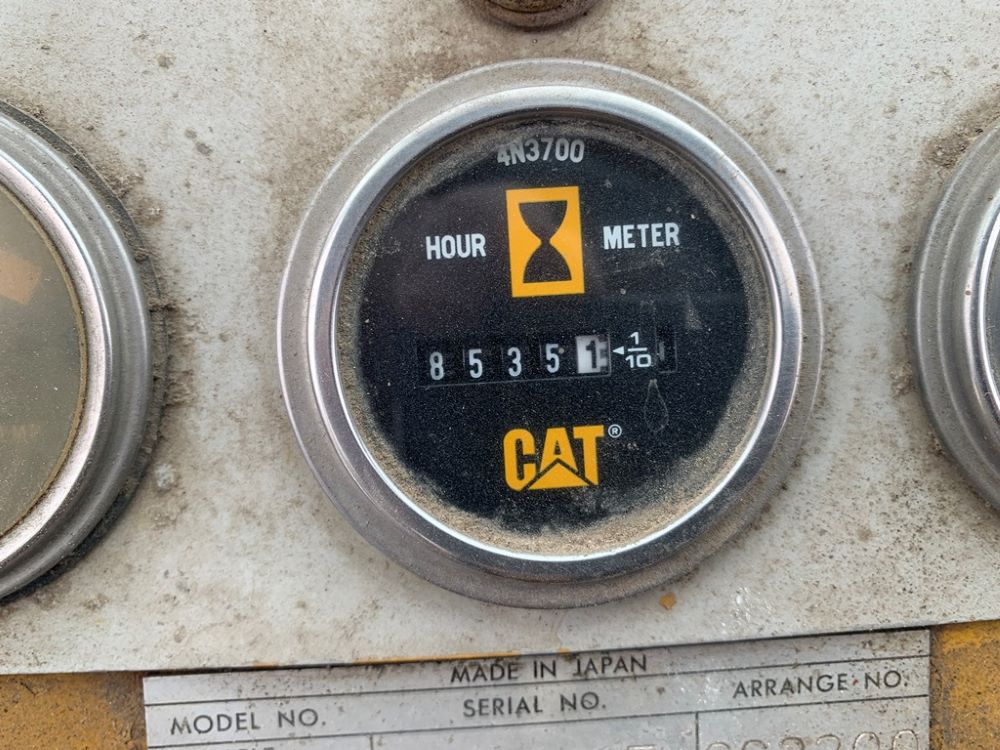 4N3700
HOUR METER
8 5 3 5 1 ◄ 1/10
CAT®
MADE IN JAPAN
MODEL NO. SERIAL NO. ARRANGE. NO.